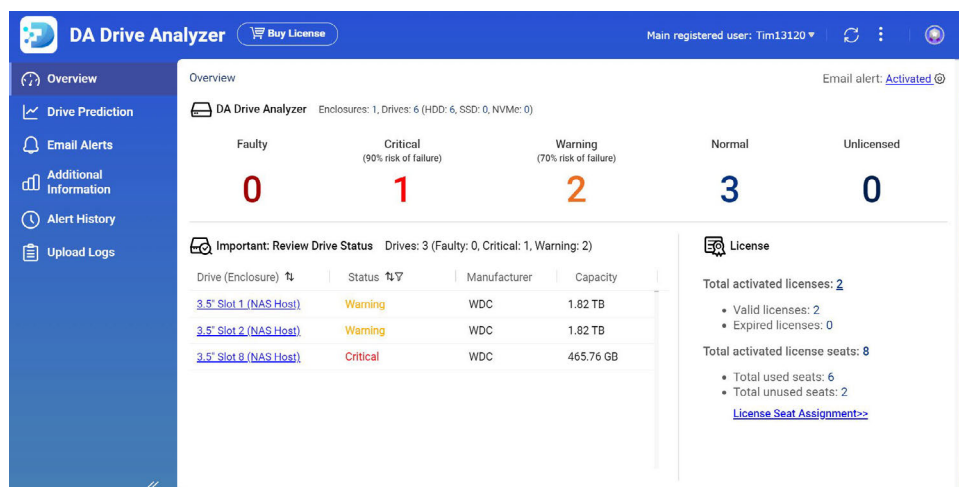 DA Drive Analyzer
Buy License
Main registered user: Tim13120
Overview
Drive Prediction
Email Alerts
Additional
Information
Alert History
Upload Logs
Overview
Email alert: Activated
DA Drive Analyzer Enclosures: 1, Drives: 6 (HDD: 6, SSD: 0, NVMe: 0)
Faulty Critical Warning Normal Unlicensed
(90% risk of failure) (70% risk of failure)
0 1 2 3 0
Important: Review Drive Status Drives: 3 (Faulty: 0, Critical: 1, Warning: 2)
Drive (Enclosure) Status Manufacturer Capacity
3.5" Slot 1 (NAS Host) Warning WDC 1.82 TB
3.5" Slot 2 (NAS Host) Warning WDC 1.82 TB
3.5" Slot 8 (NAS Host) Critical WDC 465.76 GB
License
Total activated licenses: 2
• Valid licenses: 2
• Expired licenses: 0
Total activated license seats: 8
• Total used seats: 6
• Total unused seats: 2
License Seat Assignment>>